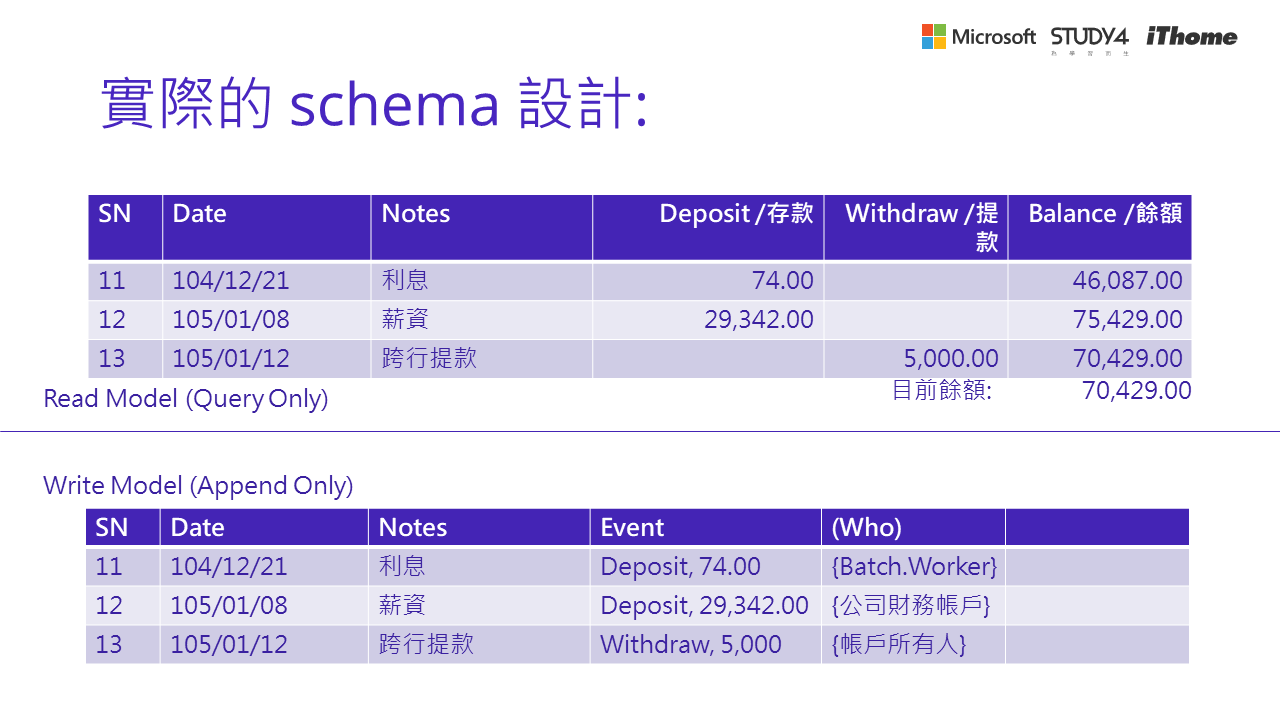 Microsoft STUDY4 iThome
為 學 習 而 生
實際的 schema 設計:
SN Date Notes Deposit /存款 Withdraw /提款 Balance /餘額
11 104/12/21 利息 74.00 46,087.00
12 105/01/08 薪資 29,342.00 75,429.00
13 105/01/12 跨行提款 5,000.00 70,429.00
目前餘額: 70,429.00
Read Model (Query Only)
Write Model (Append Only)
SN Date Notes Event (Who)
11 104/12/21 利息 Deposit, 74.00 {Batch.Worker}
12 105/01/08 薪資 Deposit, 29,342.00 {公司財務帳戶}
13 105/01/12 跨行提款 Withdraw, 5,000 {帳戶所有人}